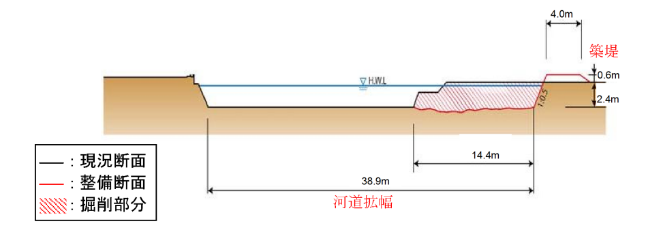 4.0m
築堤
H.W.L
0.6m
2.4m
1:0.5
14.4m
38.9m
河道拡幅
:現況断面
:整備断面
:掘削部分